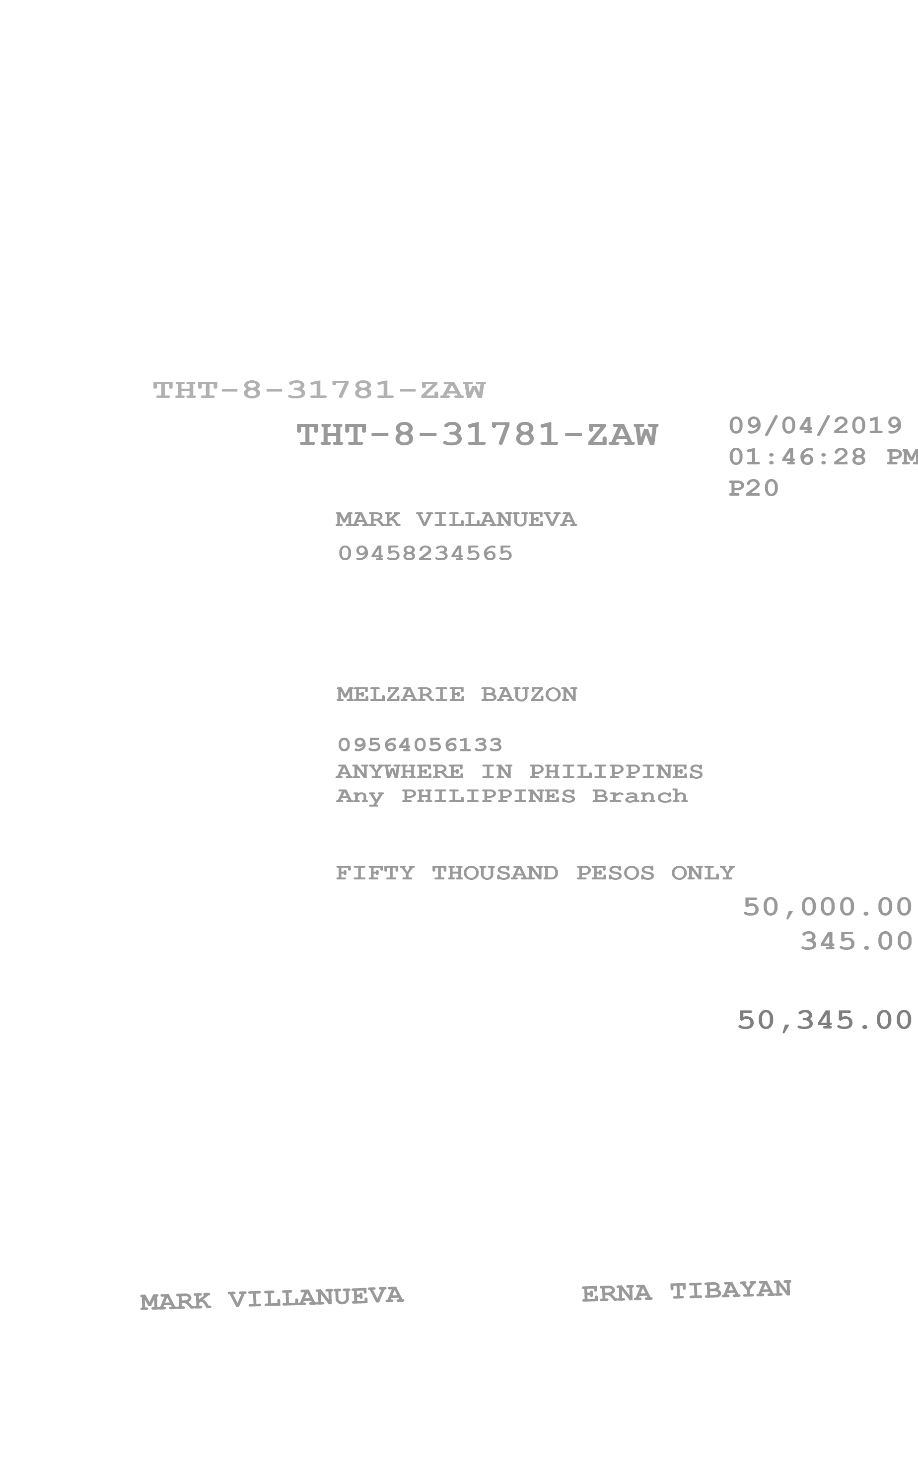 THT-8-31781-ZAW
THT-8-31781-ZAW
09/04/2019
01:46:28 PM
P20
MARK VILLANUEVA
09458234565
MELZARIE BAUZON
09564056133
ANYWHERE IN PHILIPPINES
Any PHILIPPINES Branch
FIFTY THOUSAND PESOS ONLY
50,000.00
345.00
50,345.00
MARK VILLANUEVA
ERNA TIBAYAN